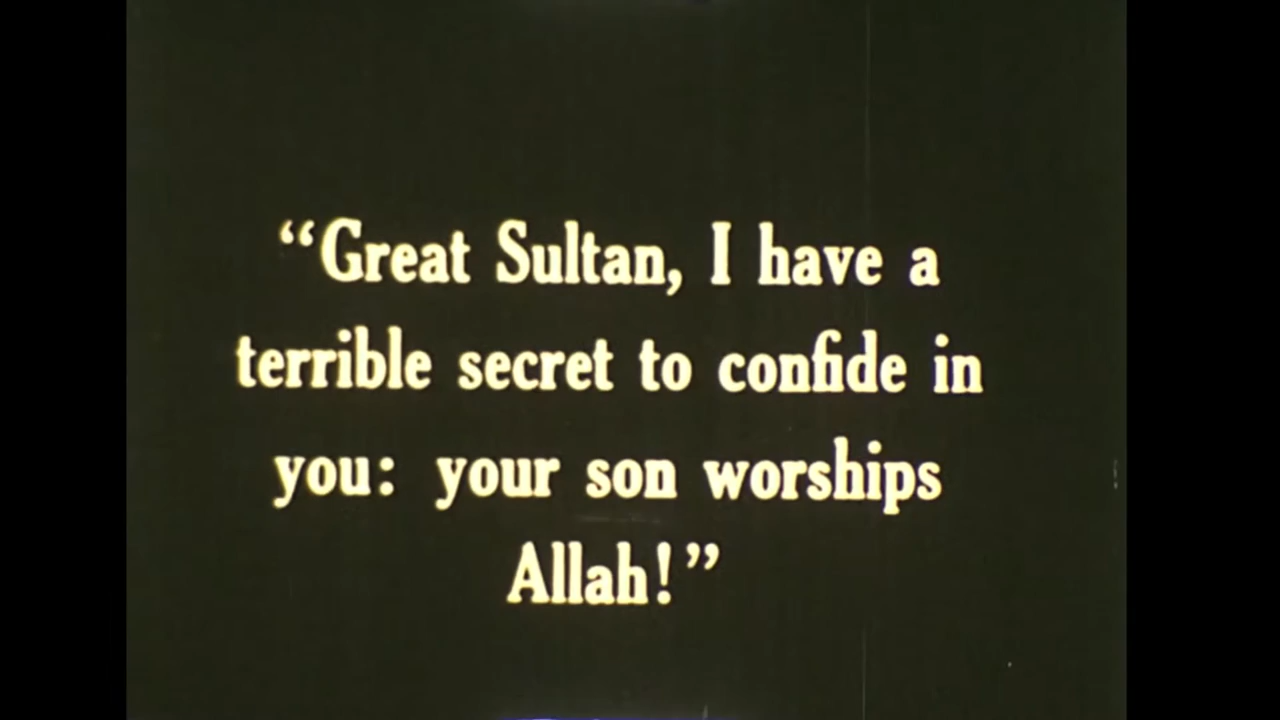 “Great Sultan, I have a
terrible secret to confide in
you: your son worships
Allah!”